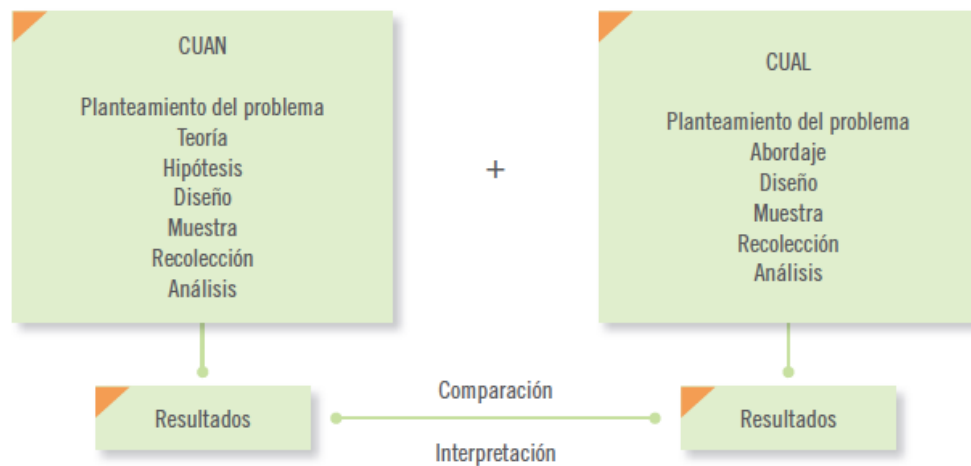 CUAN
Planteamiento del problema
Teoría
Hipótesis
Diseño
Muestra
Recolección
Análisis
+
CUAL
Planteamiento del problema
Abordaje
Diseño
Muestra
Recolección
Análisis
Resultados
Comparación
Interpretación
Resultados